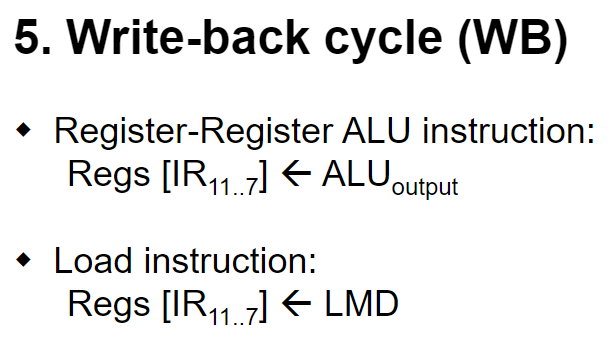 5. Write-back cycle (WB)
◆ Register-Register ALU instruction:
Regs [IR11..7] ← ALUoutput
◆ Load instruction:
Regs [IR11..7] ← LMD